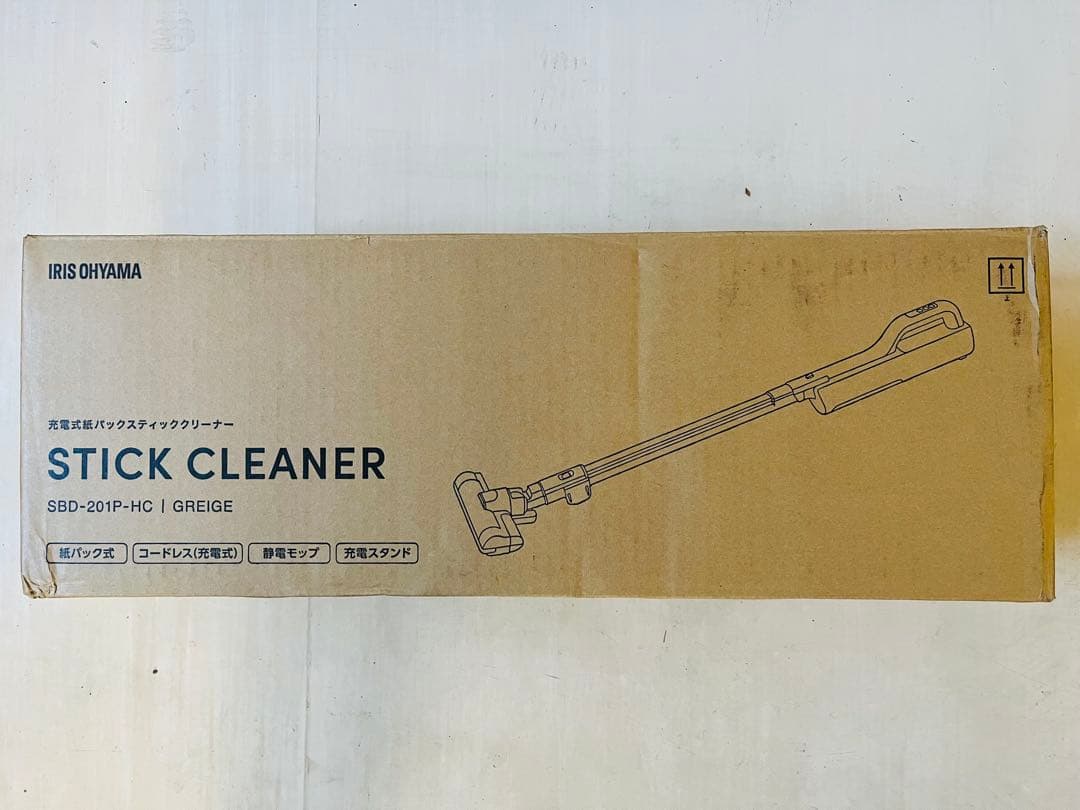 IRIS OHYAMA
上
充電式紙パックスティッククリーナー
STICK CLEANER
SBD-201P-HC | GREIGE
紙パック式 コードレス(充電式) 静電モップ 充電スタンド